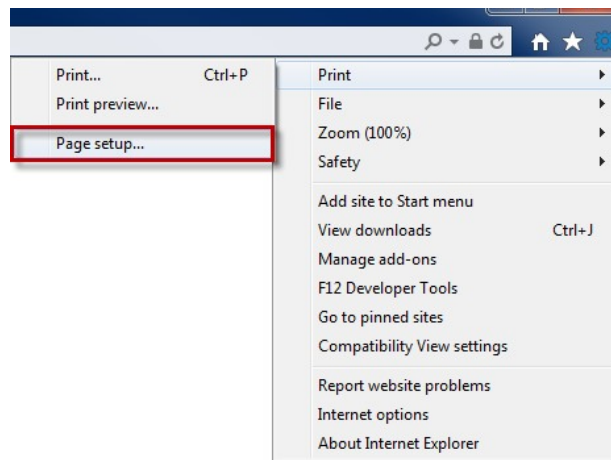 Print... Ctrl+P
Print preview...
Page setup...
Print
File
Zoom (100%)
Safety
Add site to Start menu
View downloads Ctrl+J
Manage add-ons
F12 Developer Tools
Go to pinned sites
Compatibility View settings
Report website problems
Internet options
About Internet Explorer